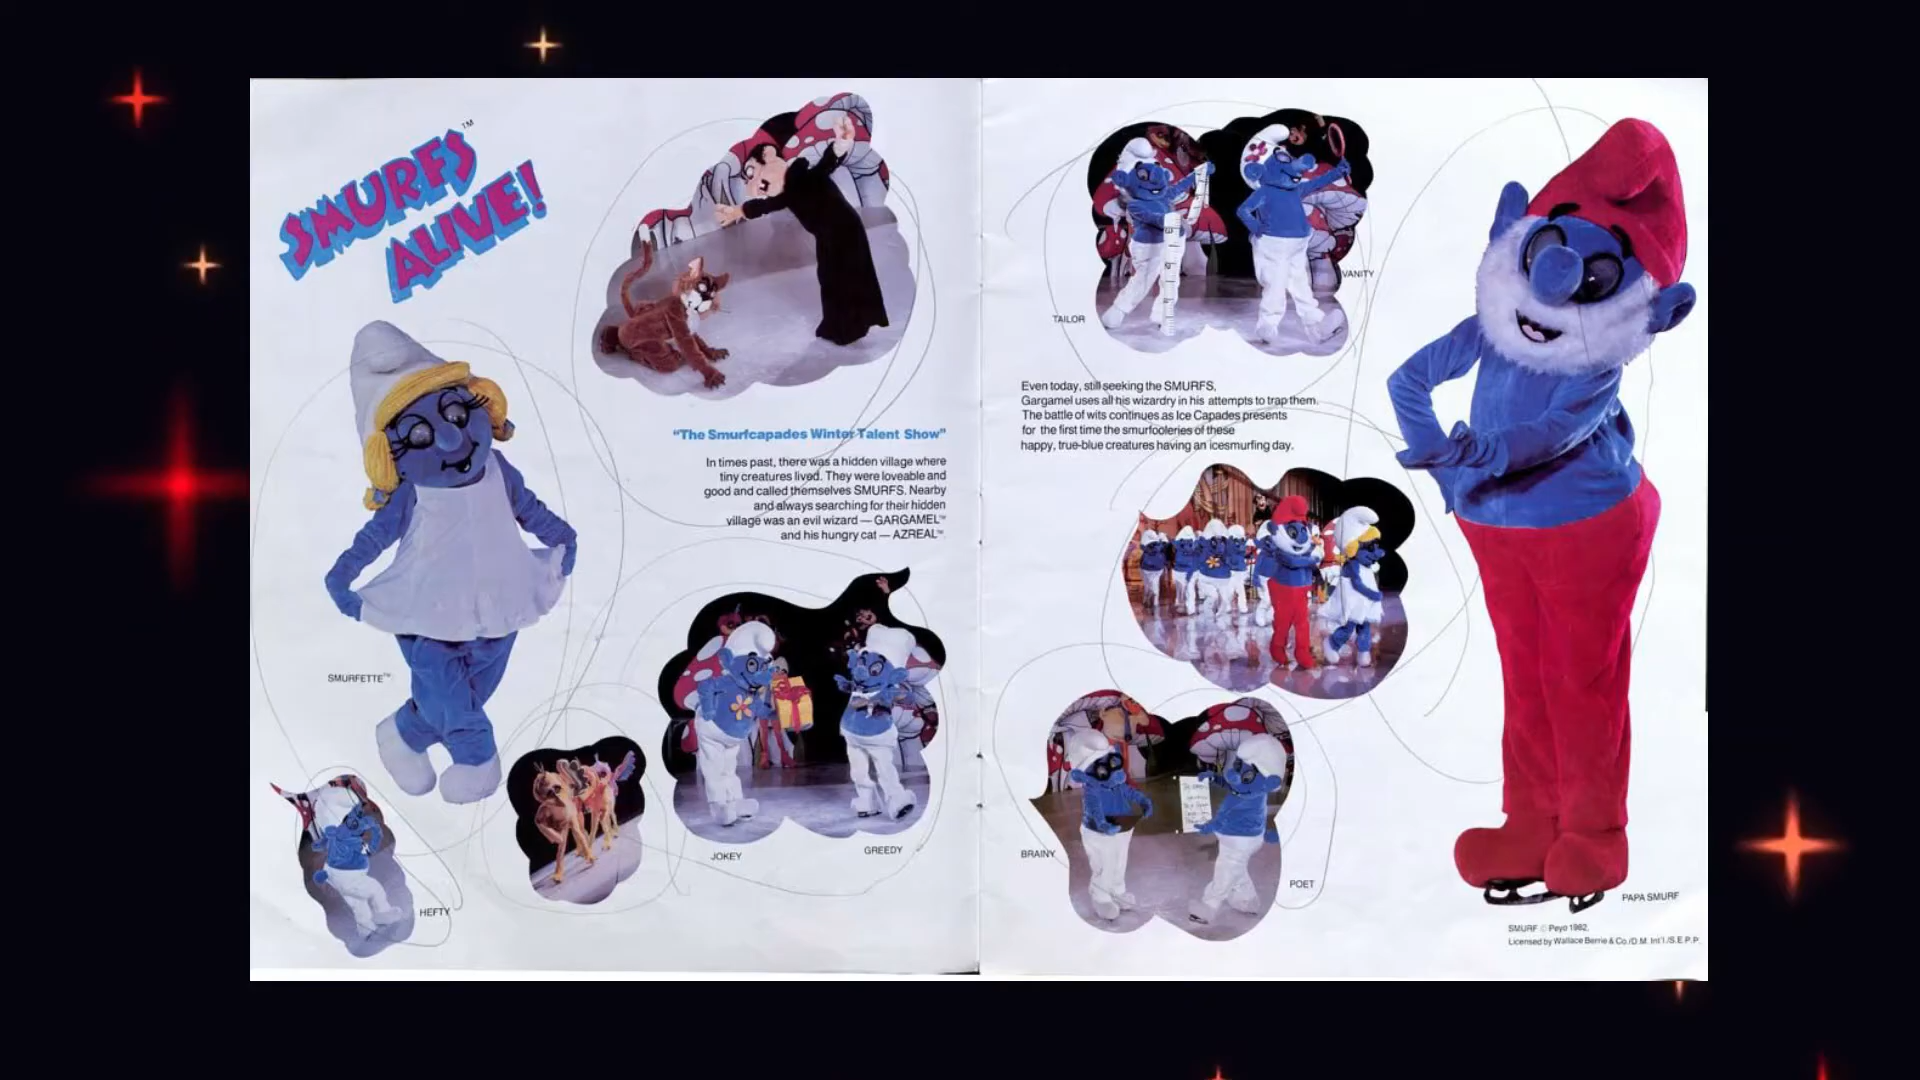 SMURFS™
ALIVE!
"The Smurfcapades Winter Talent Show"
In times past, there was a hidden village where
tiny creatures lived. They were loveable and
good and called themselves SMURFS. Nearby
and always searching for their hidden
village was an evil wizard — GARGAMEL™
and his hungry cat — AZREAL™.
SMURFETTE™
HEFTY
JOKEY
GREEDY
TAILOR
VANITY
Even today, still seeking the SMURFS,
Gargamel uses all his wizardry in his attempts to trap them.
The battle of wits continues as Ice Capades presents
for the first time the smurfooleries of these
happy, true-blue creatures having an icesmurfing day.
BRAINY
POET
PAPA SMURF
SMURF © Peyo 1982,
Licensed by Wallace Berrie & Co./D.M. Int'l./S.E.P.P.